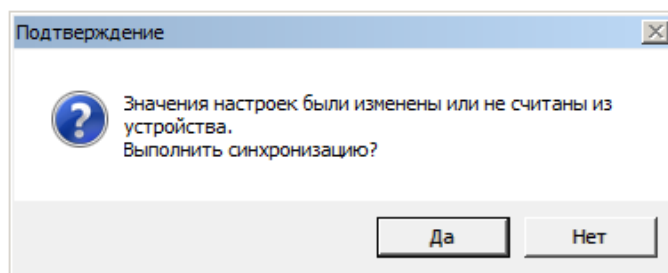 Подтверждение
Значения настроек были изменены или не считаны из
устройства.
Выполнить синхронизацию?
Да
Нет